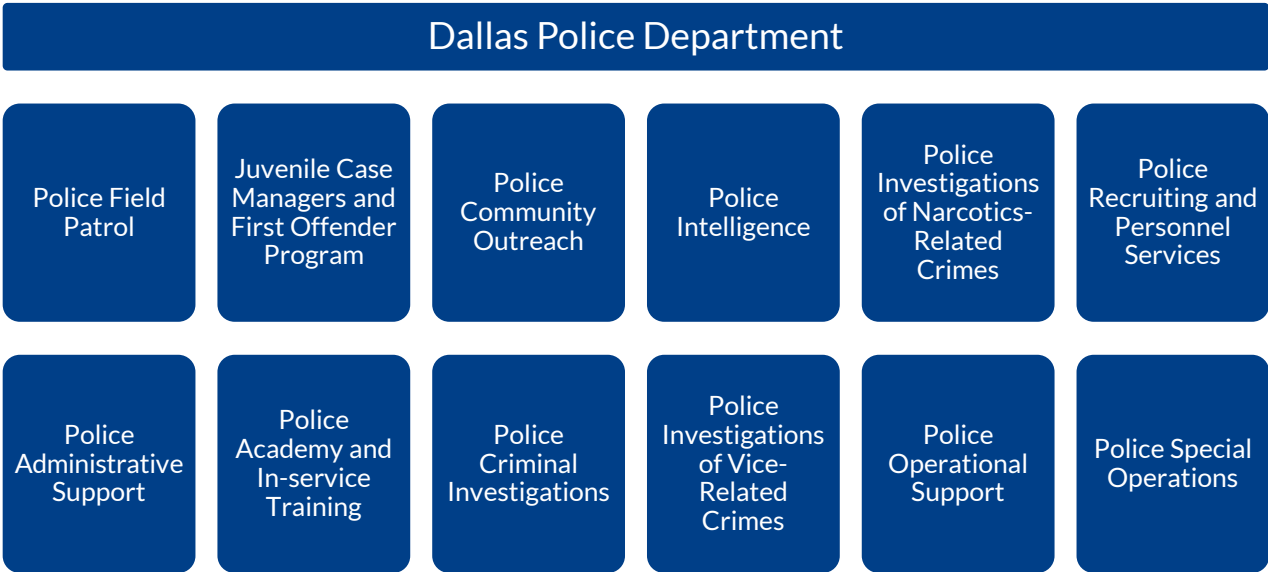 Dallas Police Department
Police Field
Patrol
Juvenile Case
Managers and
First Offender
Program
Police
Community
Outreach
Police
Intelligence
Police
Investigations
of Narcotics-
Related
Crimes
Police
Recruiting and
Personnel
Services
Police
Administrative
Support
Police
Academy and
In-service
Training
Police
Criminal
Investigations
Police
Investigations
of Vice-
Related
Crimes
Police
Operational
Support
Police Special
Operations